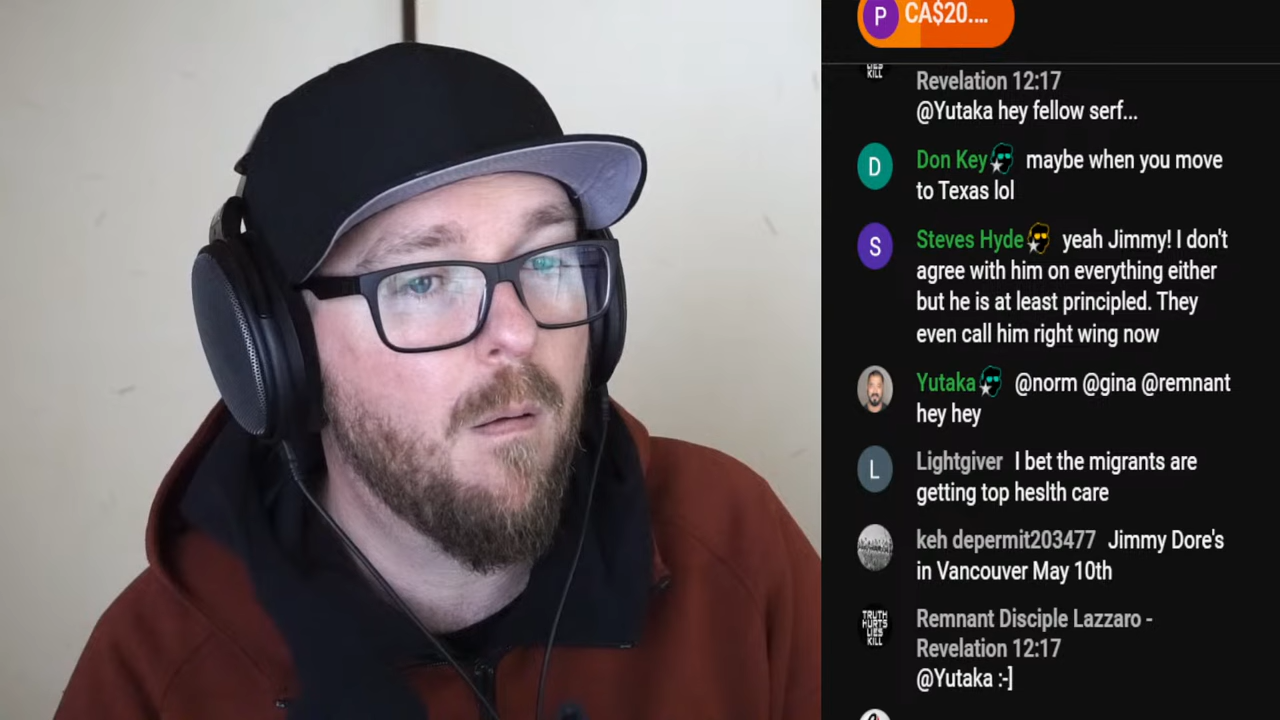 P CA$20....
LIES
KILL
Revelation 12:17
@Yutaka hey fellow serf...
D Don Key maybe when you move
to Texas lol
S Steves Hyde yeah Jimmy! I don't
agree with him on everything either
but he is at least principled. They
even call him right wing now
Yutaka @norm @gina @remnant
hey hey
L Lightgiver I bet the migrants are
getting top heslth care
keh depermit203477 Jimmy Dore's
in Vancouver May 10th
TRUTH
HURTS
LIES
KILL
Remnant Disciple Lazzaro -
Revelation 12:17
@Yutaka :-]